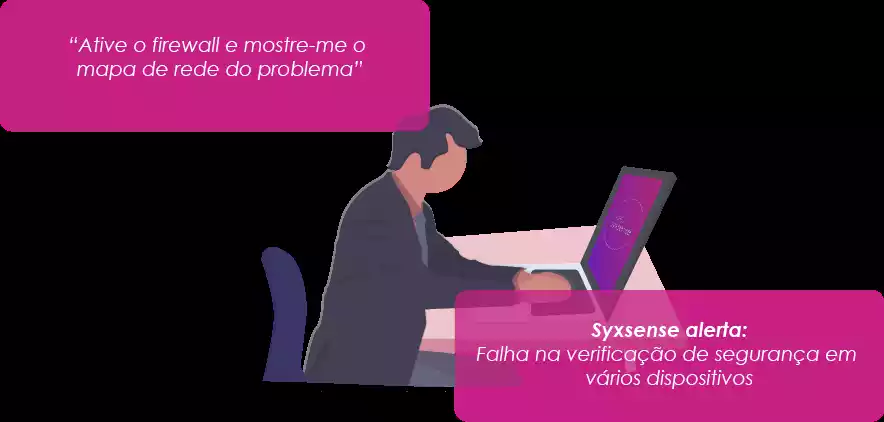 “Ative o firewall e mostre-me o
mapa de rede do problema”
Syxsense alerta:
Falha na verificação de segurança em
vários dispositivos